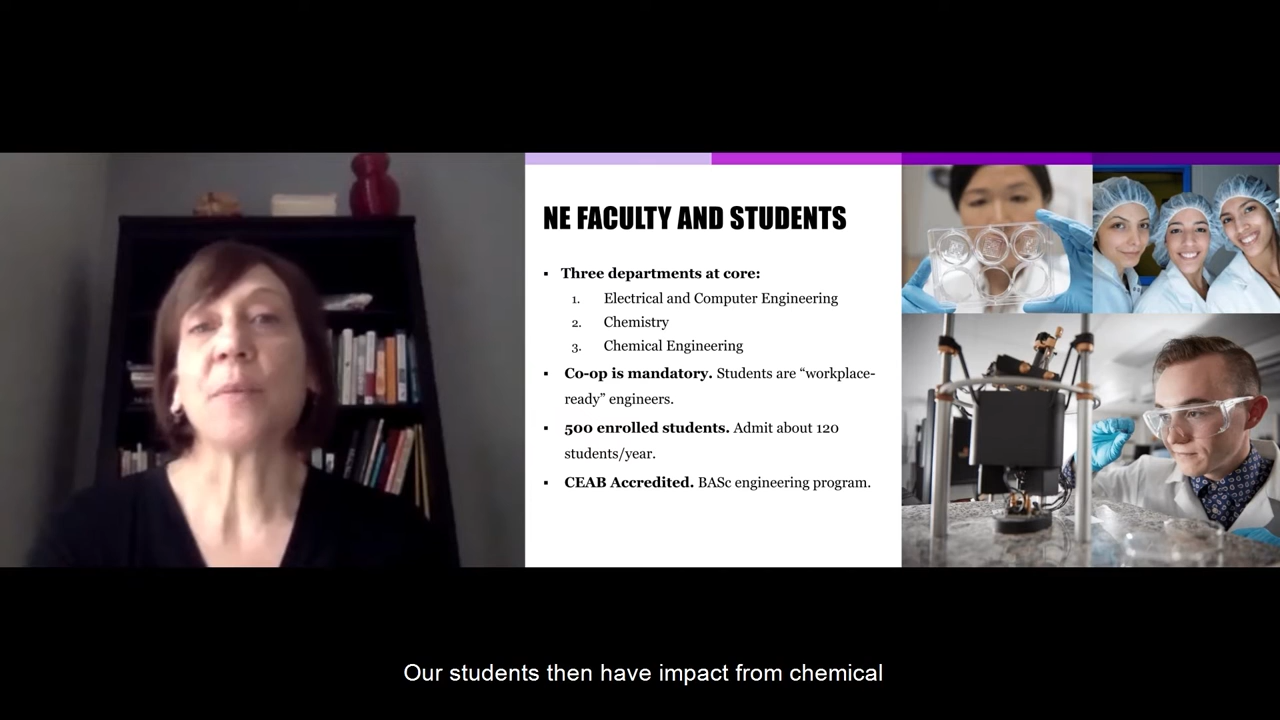 NE FACULTY AND STUDENTS
▪ Three departments at core:
1. Electrical and Computer Engineering
2. Chemistry
3. Chemical Engineering
▪ Co-op is mandatory. Students are “workplace-
ready” engineers.
▪ 500 enrolled students. Admit about 120
students/year.
▪ CEAB Accredited. BASc engineering program.
Our students then have impact from chemical